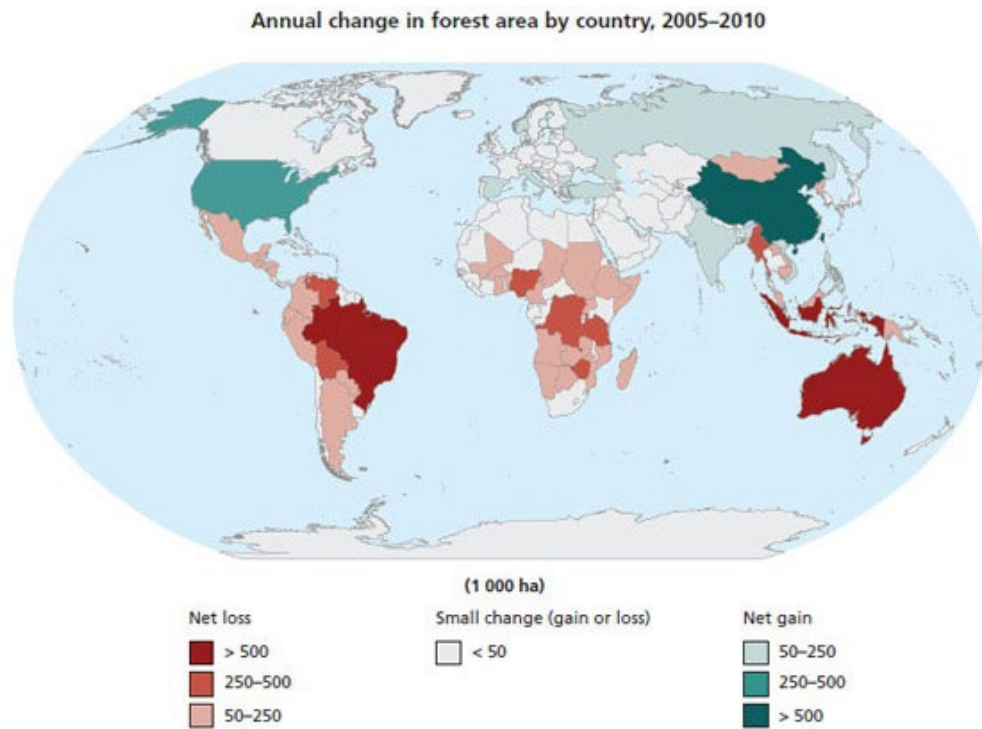 Annual change in forest area by country, 2005–2010
(1 000 ha)
Net loss
> 500
250–500
50–250
Small change (gain or loss)
< 50
Net gain
50–250
250–500
> 500